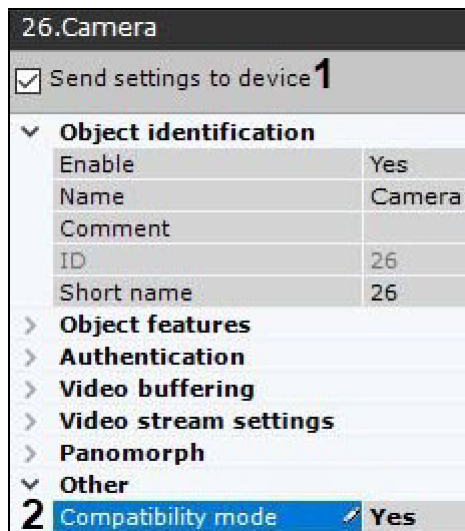 26.Camera
Send settings to device 1
Object identification
Enable Yes
Name Camera
Comment
ID 26
Short name 26
Object features
Authentication
Video buffering
Video stream settings
Panomorph
Other
2 Compatibility mode Yes